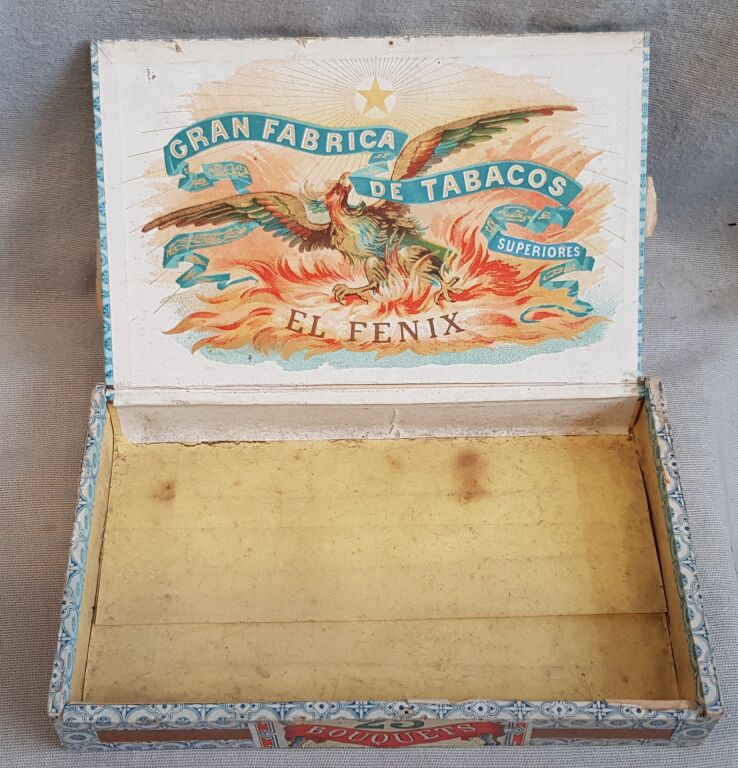 GRAN FABRICA
DE TABACOS
SUPERIORES
EL FENIX
25
BOUQUETS